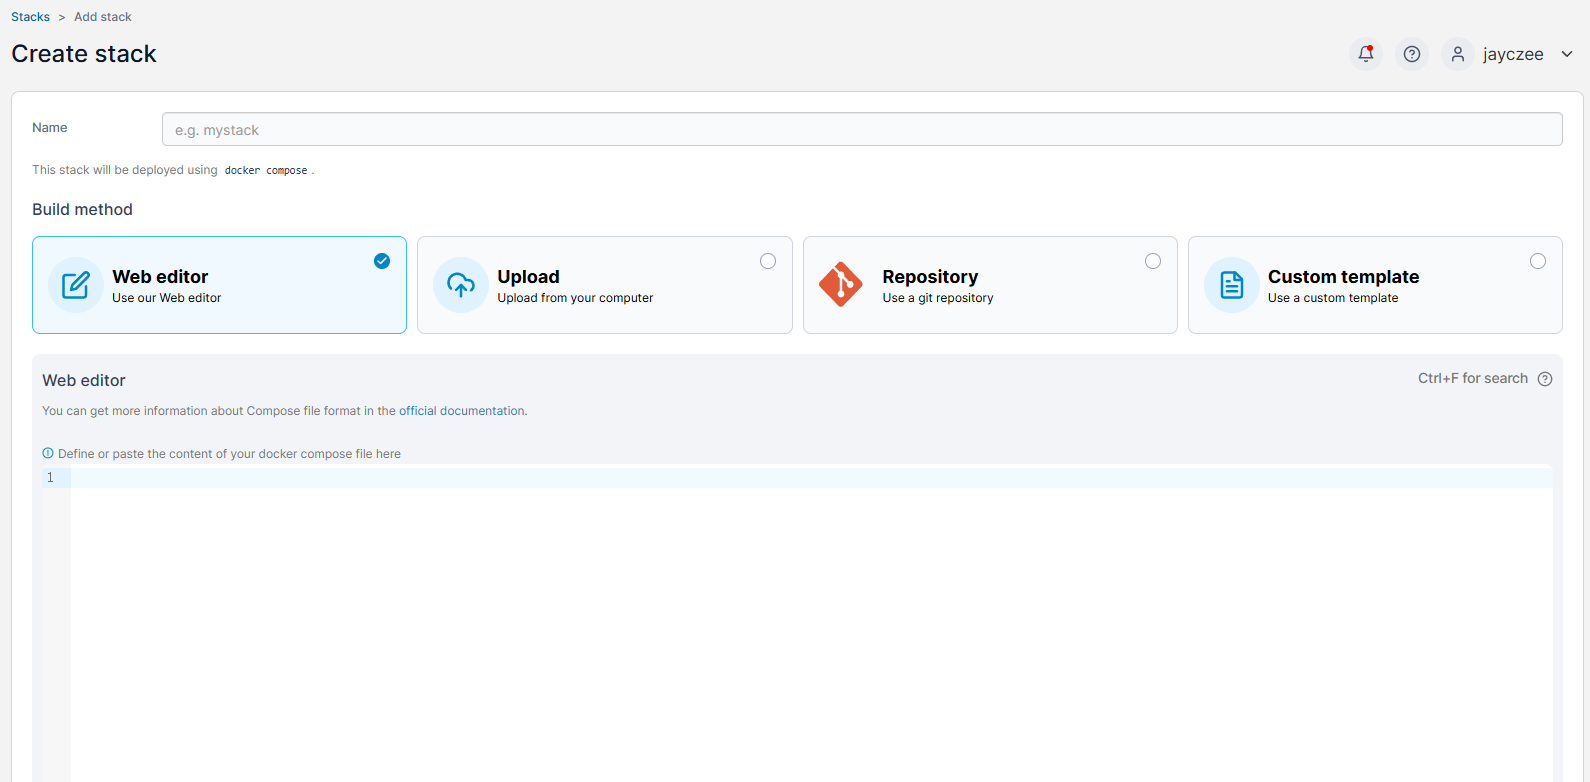 Stacks > Add stack
Create stack
jayczee
Name
e.g. mystack
This stack will be deployed using docker compose .
Build method
Web editor
Use our Web editor
Upload
Upload from your computer
Repository
Use a git repository
Custom template
Use a custom template
Web editor
Ctrl+F for search
You can get more information about Compose file format in the official documentation.
Define or paste the content of your docker compose file here
1